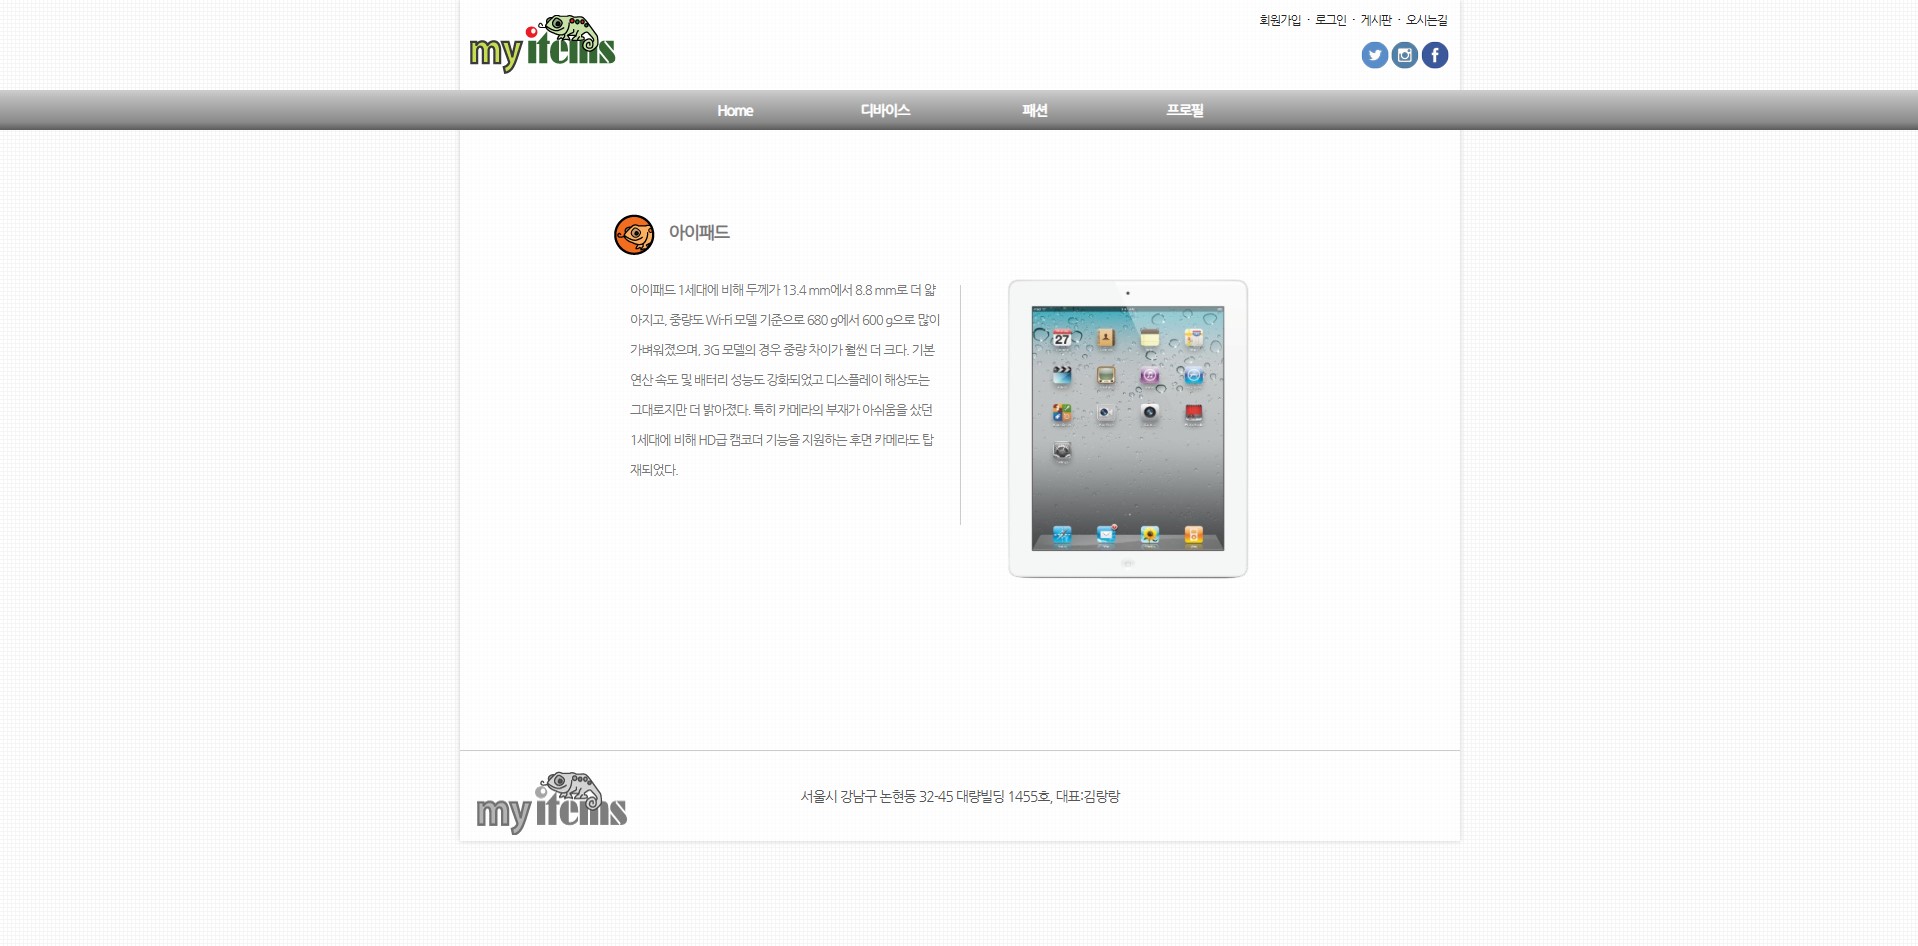 my items
회원가입 · 로그인 · 게시판 · 오시는길
Home 디바이스 패션 프로필
아이패드
아이패드 1세대에 비해 두께가 13.4 mm에서 8.8 mm로 더 얇
아지고, 중량도 Wi-Fi 모델 기준으로 680 g에서 600 g으로 많이
가벼워졌으며, 3G 모델의 경우 중량 차이가 훨씬 더 크다. 기본
연산 속도 및 배터리 성능도 강화되었고 디스플레이 해상도는
그대로지만 더 밝아졌다. 특히 카메라의 부재가 아쉬움을 샀던
1세대에 비해 HD급 캠코더 기능을 지원하는 후면 카메라도 탑
재되었다.
27
my items
서울시 강남구 논현동 32-45 대량빌딩 1455호, 대표:김랑랑